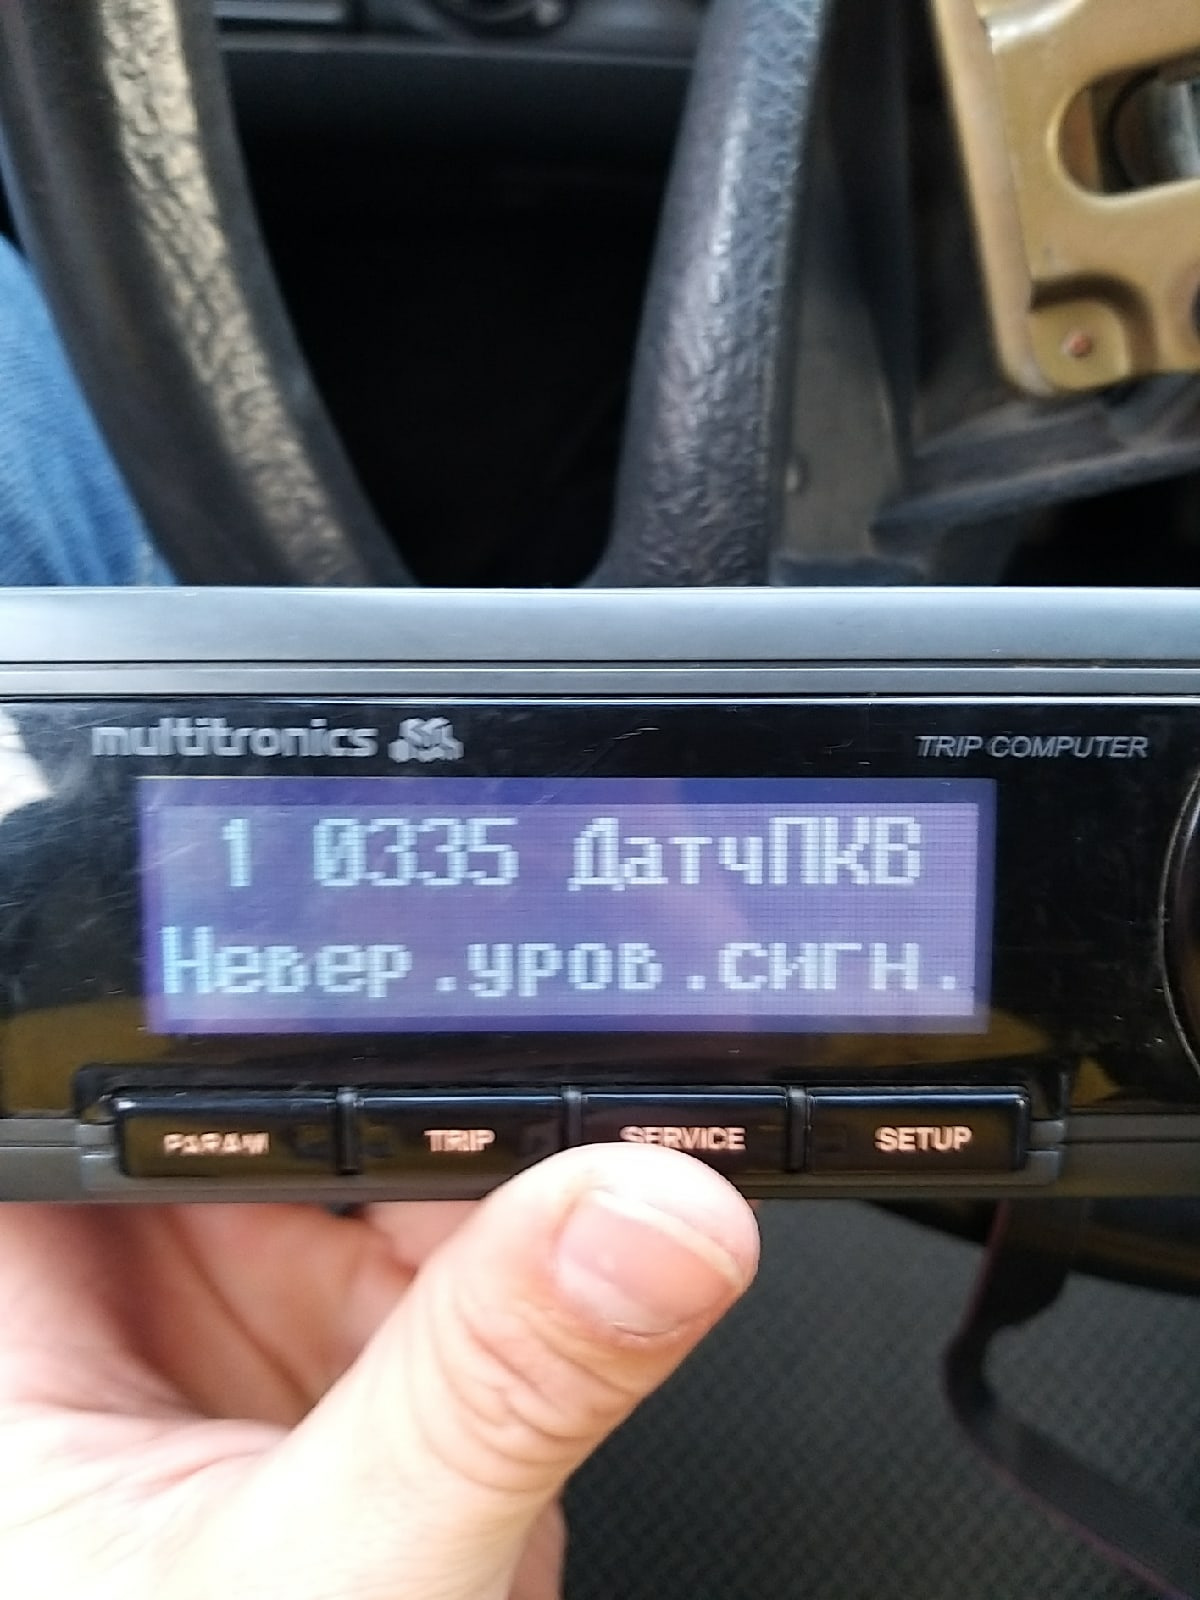 multitronics
TRIP COMPUTER
1 0335 ДатчПКВ
Невер.уров.сигн.
PARAM TRIP SERVICE SETUP